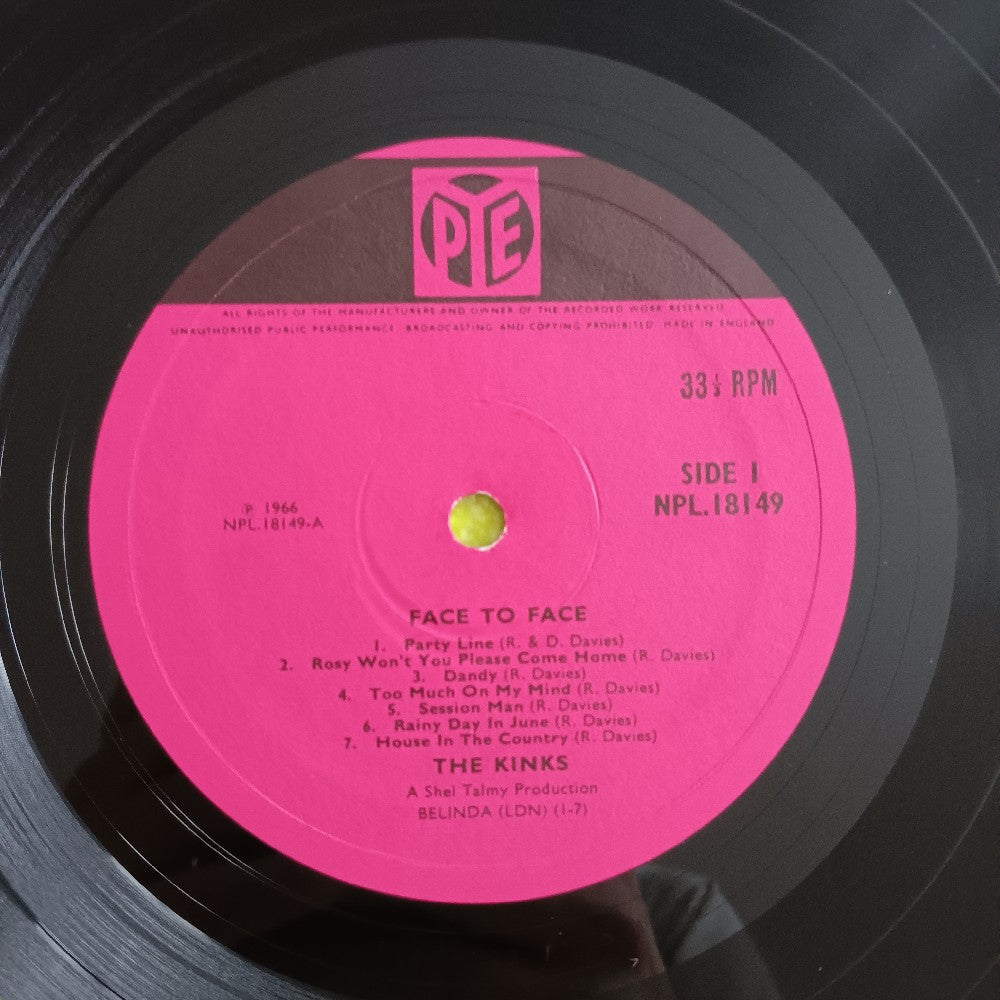 PYE
ALL RIGHTS OF THE MANUFACTURERS AND OWNER OF THE RECORDED WORK RESERVED
UNAUTHORISED PUBLIC PERFORMANCE BROADCASTING AND COPYING PROHIBITED. MADE IN ENGLAND
33⅓ RPM
SIDE 1
NPL.18149
℗ 1966
NPL.18149-A
FACE TO FACE
1. Party Line (R. & D. Davies)
2. Rosy Won't You Please Come Home (R. Davies)
3. Dandy (R. Davies)
4. Too Much On My Mind (R. Davies)
5. Session Man (R. Davies)
6. Rainy Day In June (R. Davies)
7. House In The Country (R. Davies)
THE KINKS
A Shel Talmy Production
BELINDA (LDN) (1-7)